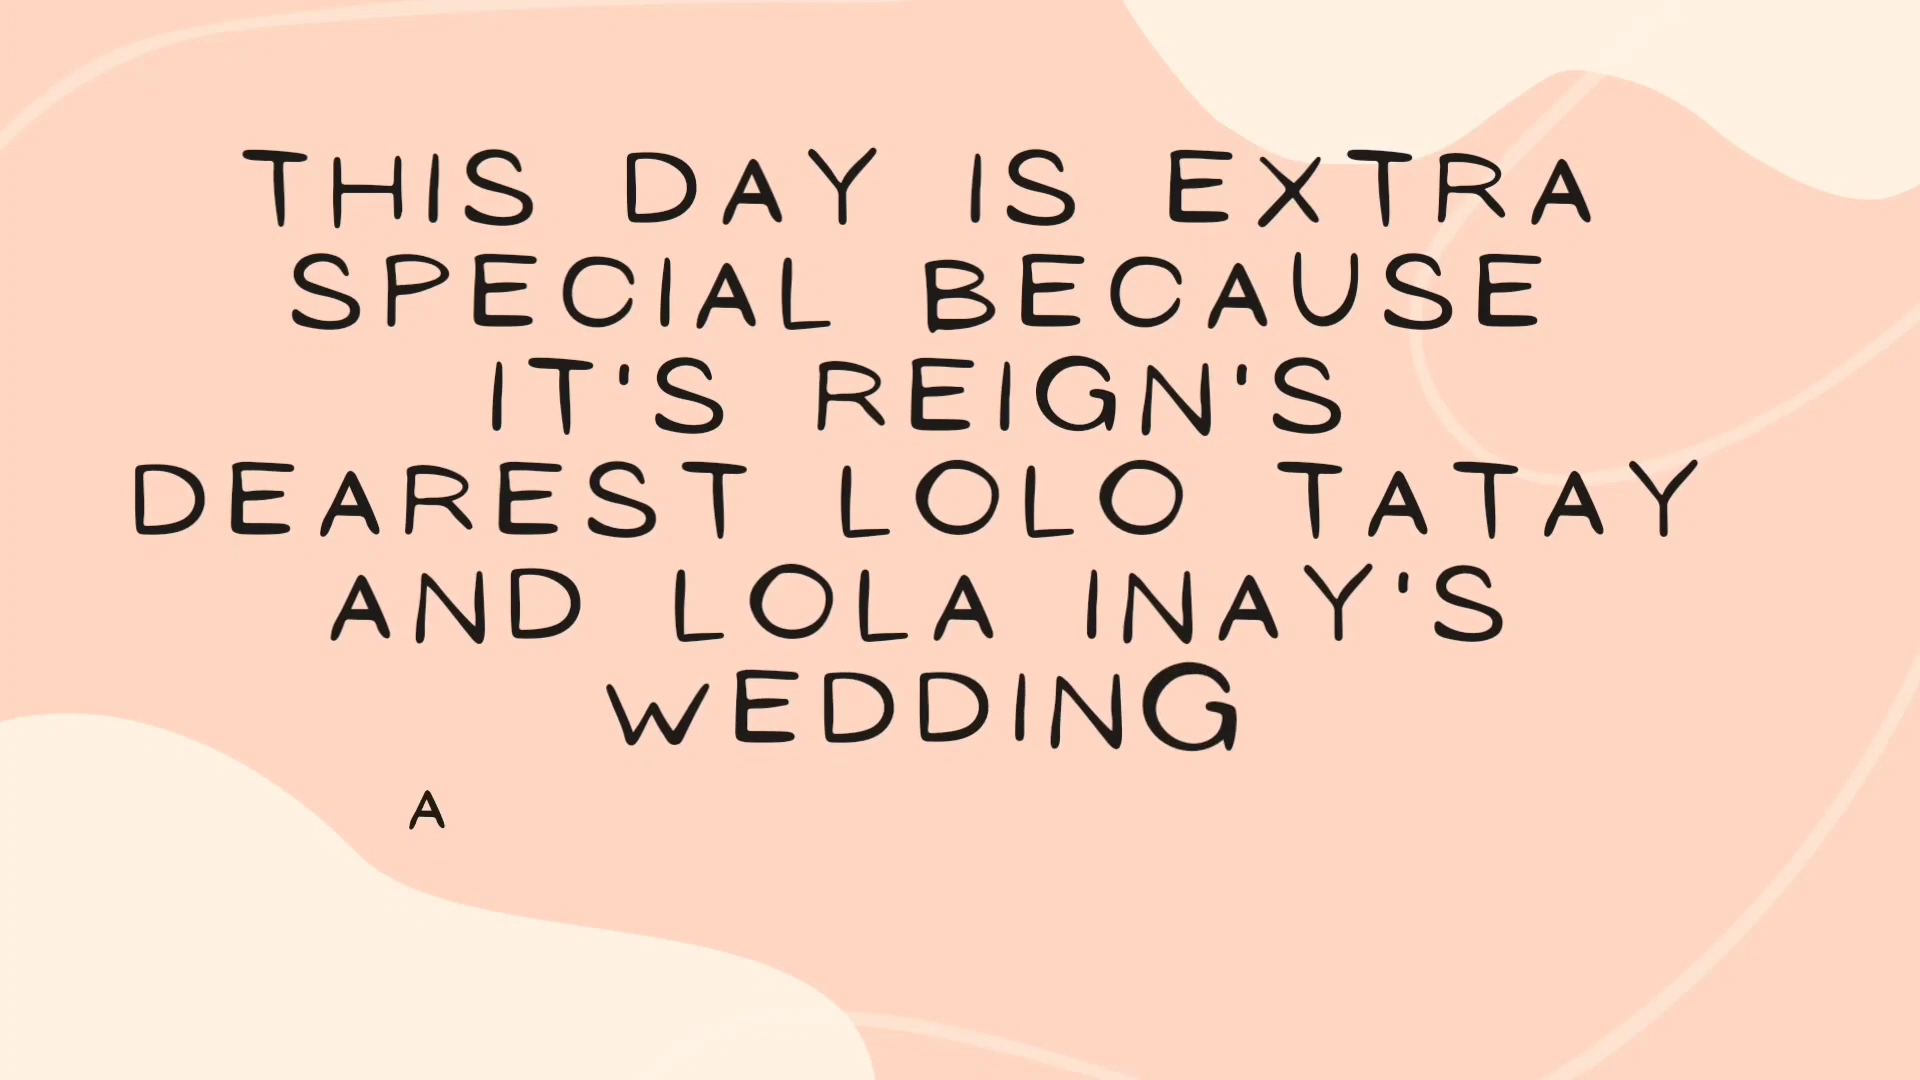 THIS DAY IS EXTRA
SPECIAL BECAUSE
IT'S REIGN'S
DEAREST LOLO TATAY
AND LOLA INAY'S
WEDDING
A